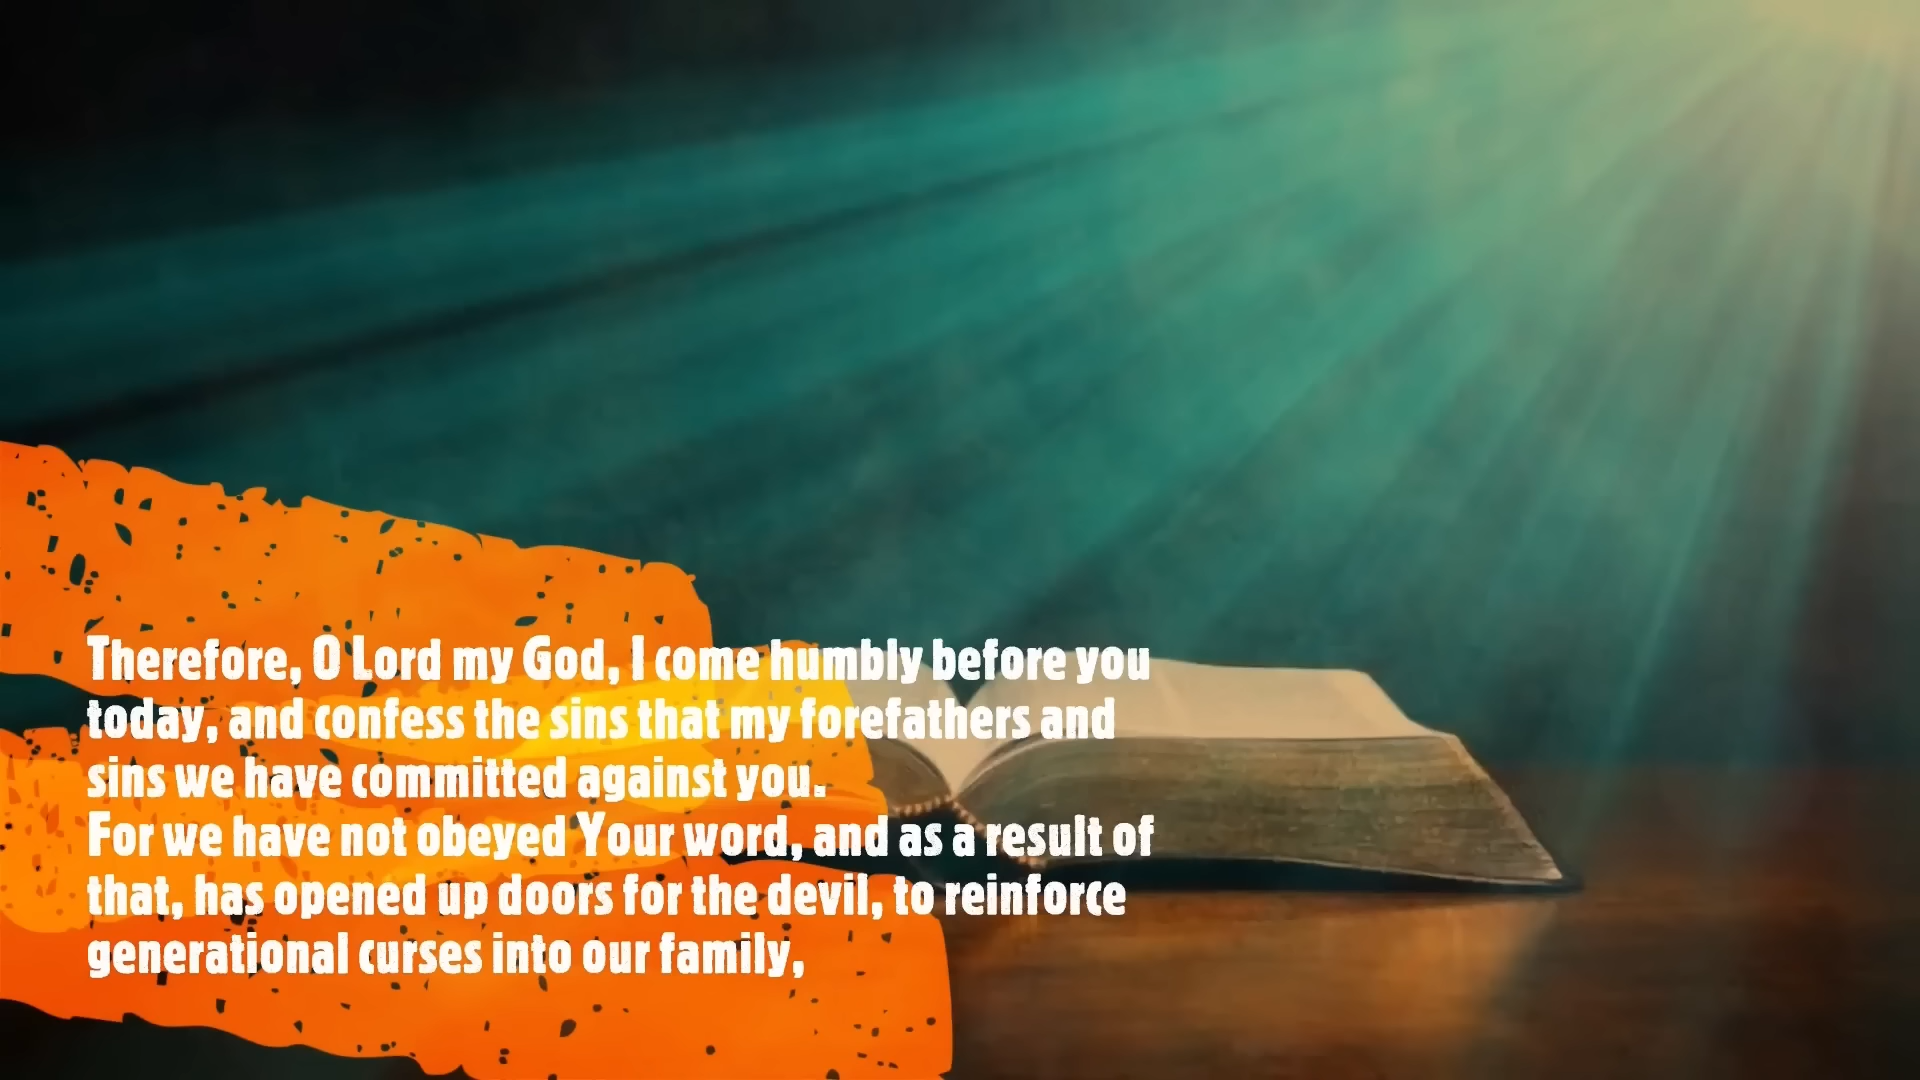 Therefore, O Lord my God, I come humbly before you
today, and confess the sins that my forefathers and
sins we have committed against you.
For we have not obeyed Your word, and as a result of
that, has opened up doors for the devil, to reinforce
generational curses into our family,